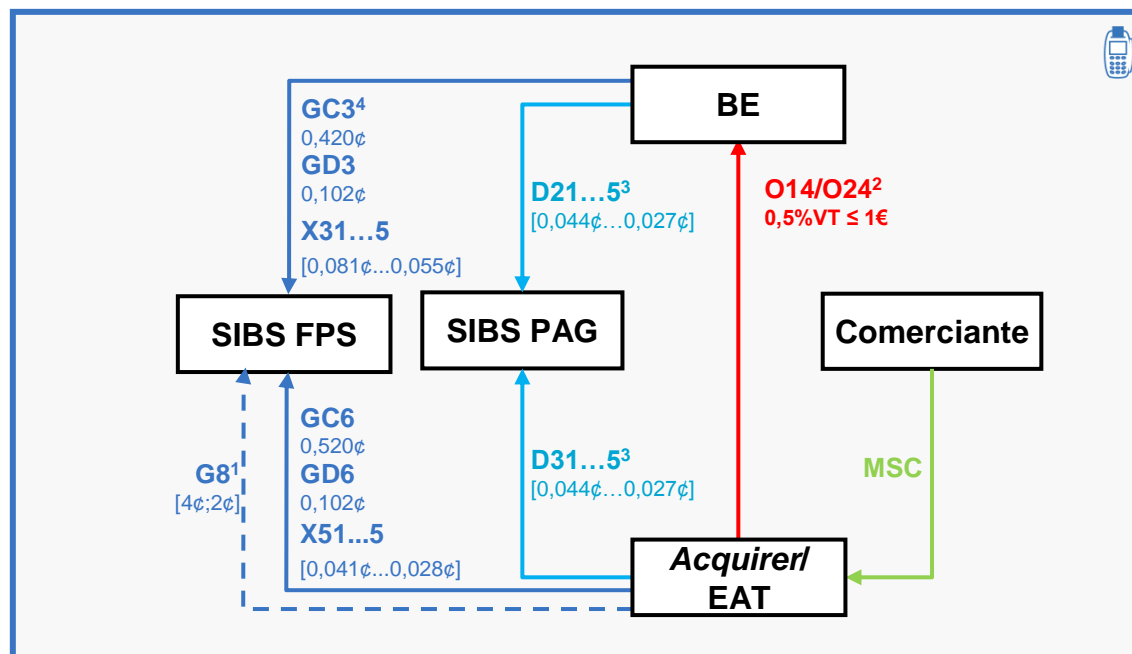 BE
GC3⁴
0,420¢
GD3
0,102¢
X31...5
[0,081¢...0,055¢]
D21...5³
[0,044¢...0,027¢]
O14/O24²
0,5%VT ≤ 1€
SIBS FPS
SIBS PAG
Comerciante
GC6
0,520¢
GD6
0,102¢
X51...5
[0,041¢...0,028¢]
G8¹
[4¢;2¢]
D31...5³
[0,044¢...0,027¢]
MSC
Acquirer/
EAT